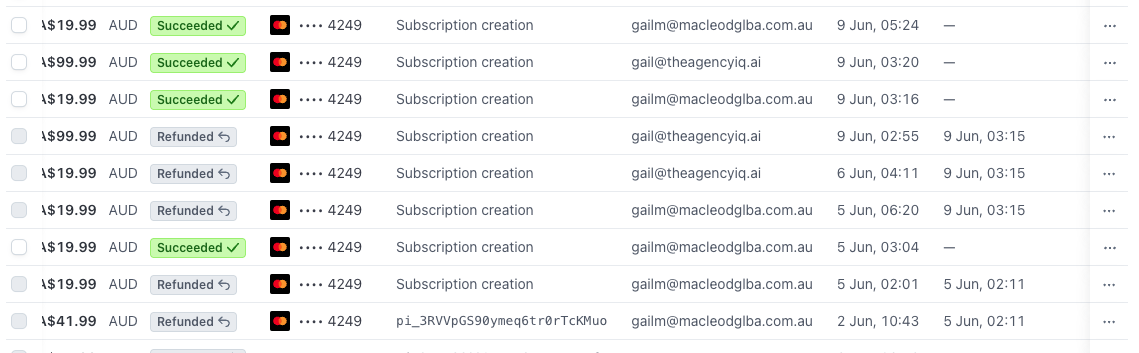 A$19.99 AUD Succeeded ✓ •••• 4249 Subscription creation gailm@macleodglba.com.au 9 Jun, 05:24 — ...
A$99.99 AUD Succeeded ✓ •••• 4249 Subscription creation gail@theagencyiq.ai 9 Jun, 03:20 — ...
A$19.99 AUD Succeeded ✓ •••• 4249 Subscription creation gailm@macleodglba.com.au 9 Jun, 03:16 — ...
A$99.99 AUD Refunded •••• 4249 Subscription creation gail@theagencyiq.ai 9 Jun, 02:55 9 Jun, 03:15 ...
A$19.99 AUD Refunded •••• 4249 Subscription creation gail@theagencyiq.ai 6 Jun, 04:11 9 Jun, 03:15 ...
A$19.99 AUD Refunded •••• 4249 Subscription creation gailm@macleodglba.com.au 5 Jun, 06:20 9 Jun, 03:15 ...
A$19.99 AUD Succeeded ✓ •••• 4249 Subscription creation gailm@macleodglba.com.au 5 Jun, 03:04 — ...
A$19.99 AUD Refunded •••• 4249 Subscription creation gailm@macleodglba.com.au 5 Jun, 02:01 5 Jun, 02:11 ...
A$41.99 AUD Refunded •••• 4249 pi_3RVVpGS90ymeq6tr0rTcKMuo gailm@macleodglba.com.au 2 Jun, 10:43 5 Jun, 02:11 ...